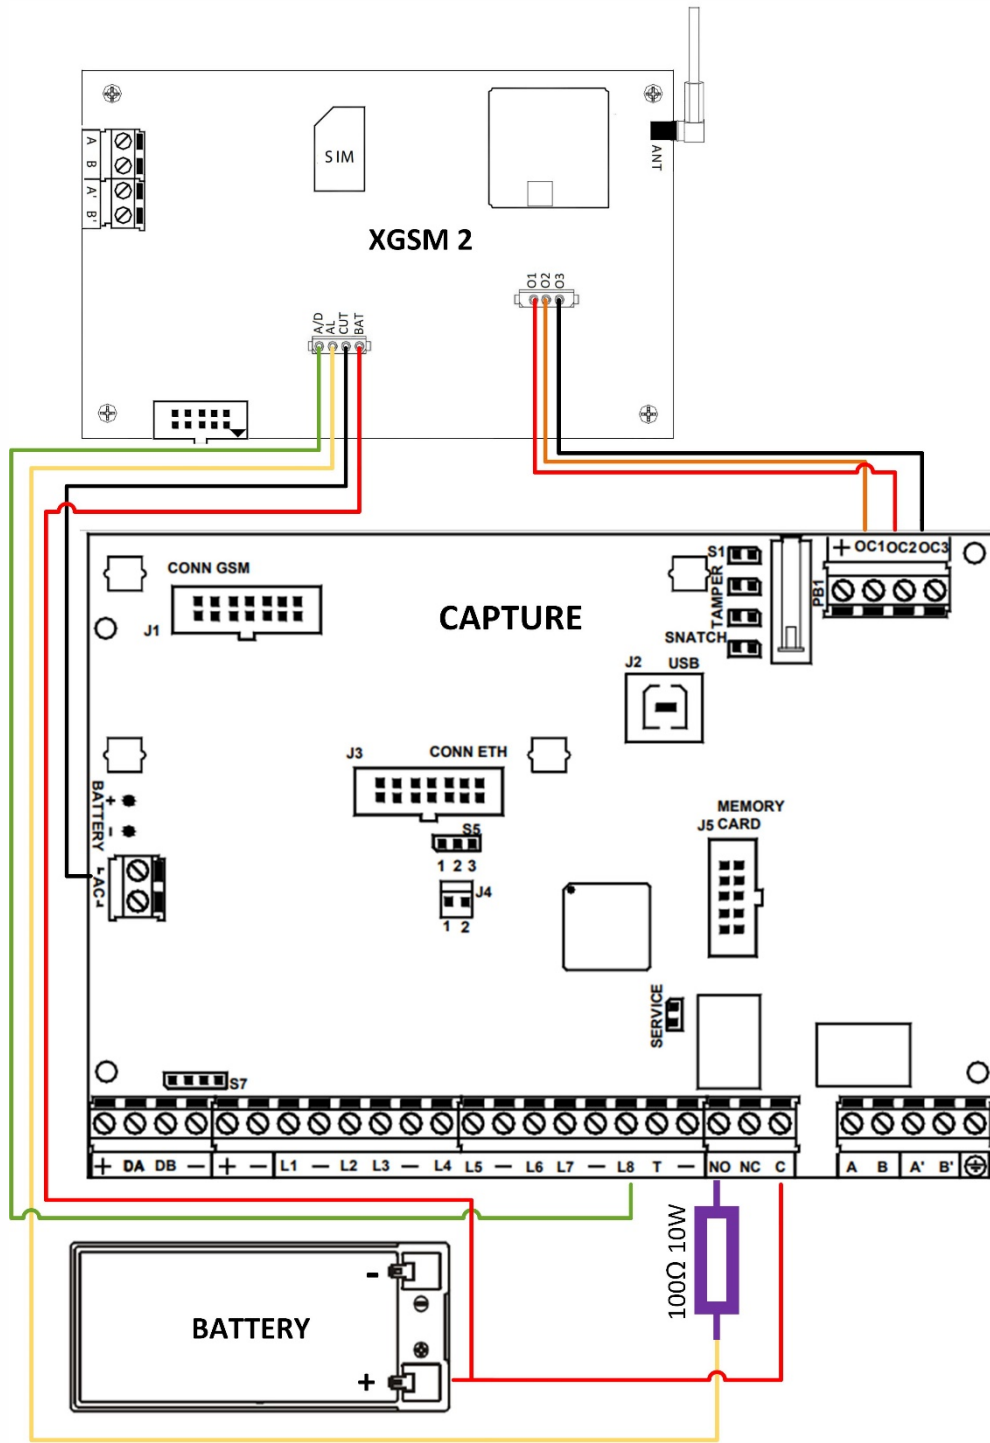 ANT
A
B
A'
B'
SIM
XGSM 2
O1
O2
O3
A/D
AL
CUT
BAT
+ OC1 OC2 OC3
CONN GSM
J1
CAPTURE
S1
TAMPER
SNATCH
PB1
J2 USB
J3 CONN ETH
BATTERY
+
-
AC
S5
1 2 3
J4
1 2
MEMORY
J5 CARD
SERVICE
S7
+ DA DB - + - L1 - L2 L3 - L4 L5 - L6 L7 - L8 T - NO NC C A B A' B'
100Ω 10W
-
BATTERY
+